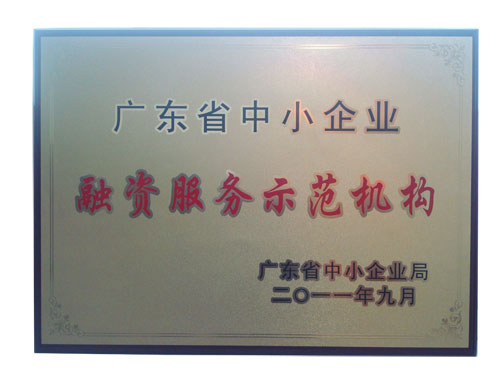 广东省中小企业
融资服务示范机构
广东省中小企业局
二〇一一年九月